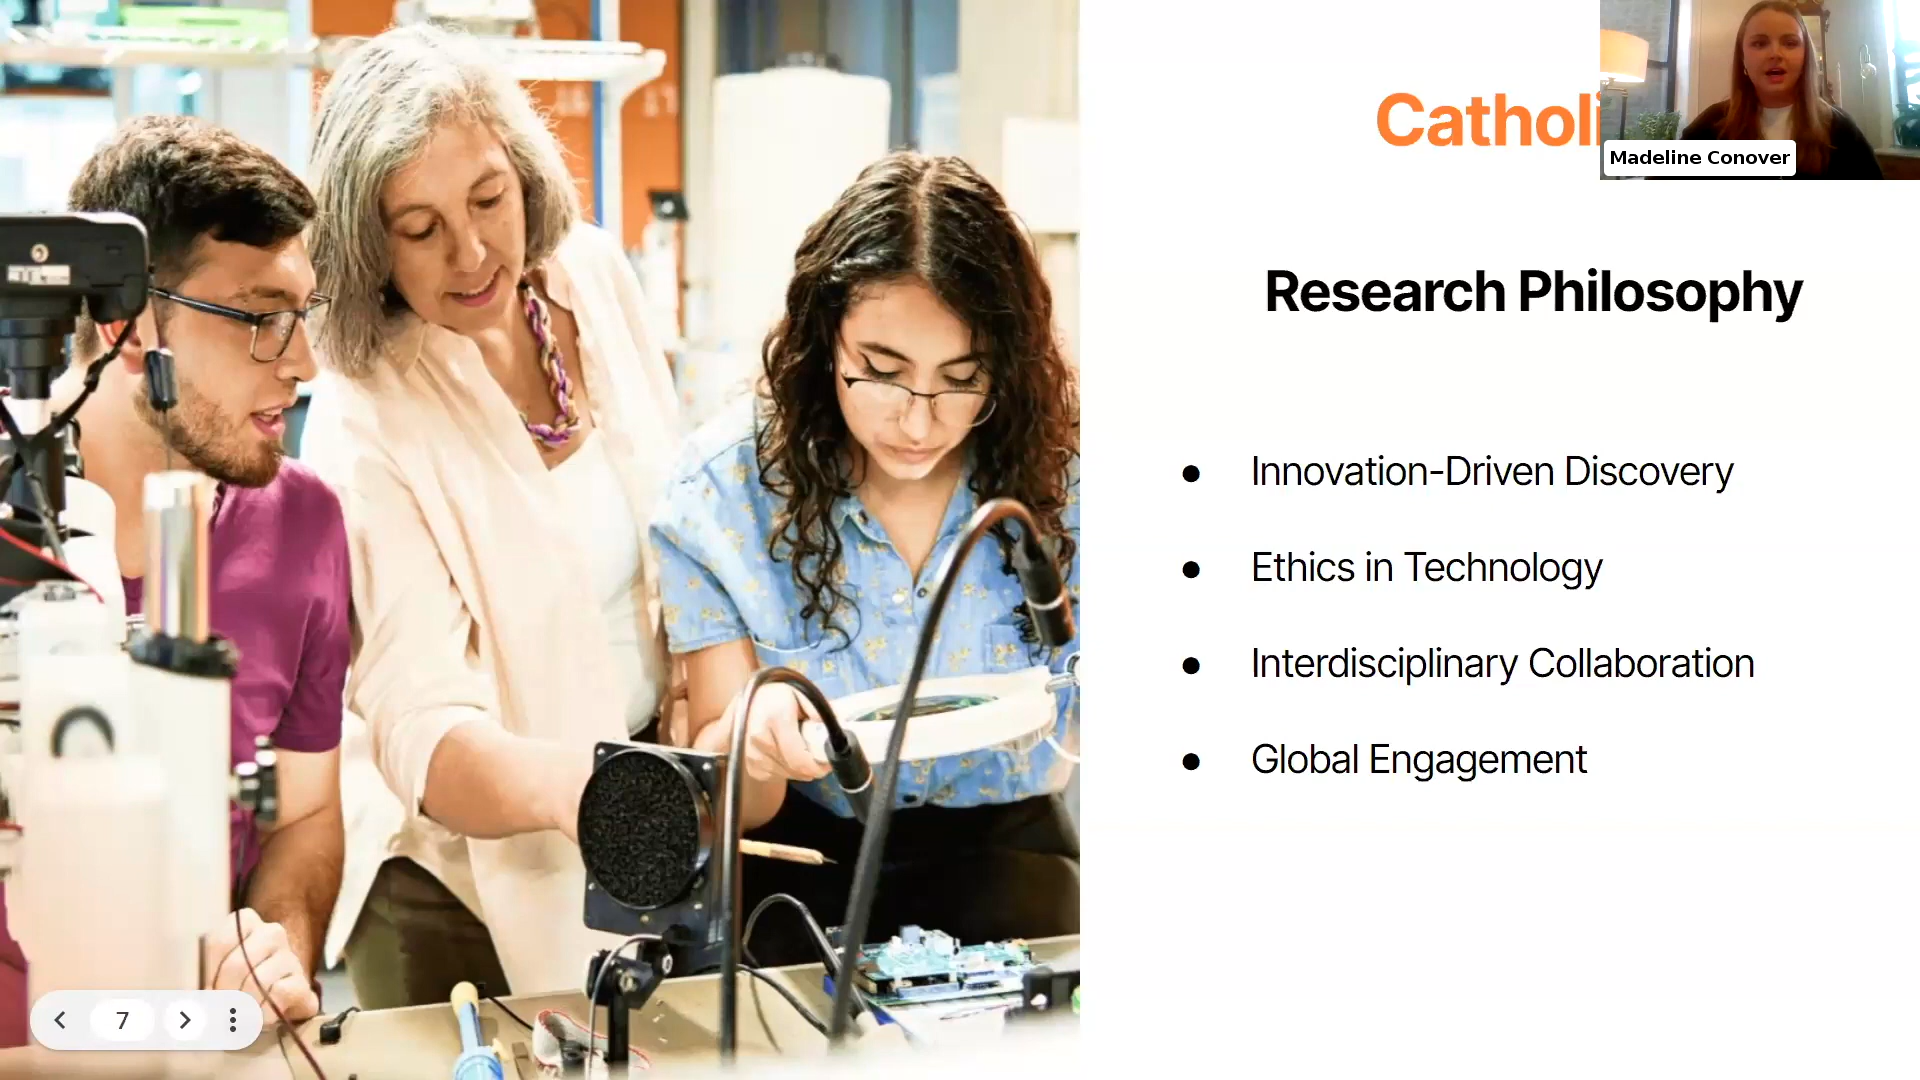 Catholi
Madeline Conover
Research Philosophy
● Innovation-Driven Discovery
● Ethics in Technology
● Interdisciplinary Collaboration
● Global Engagement
7